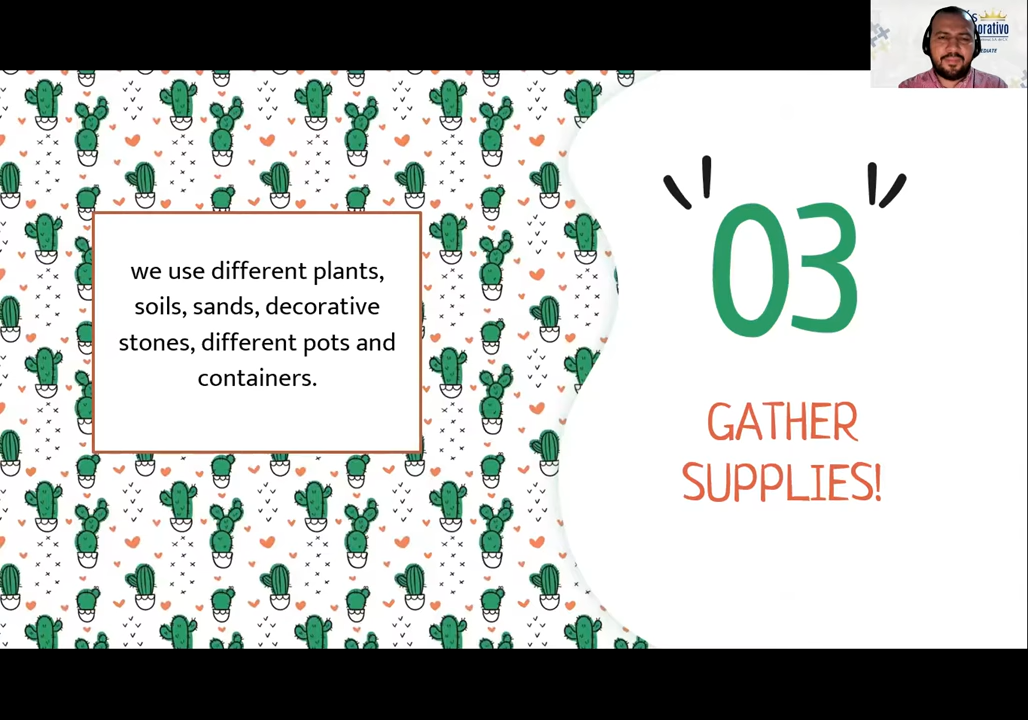 we use different plants,
soils, sands, decorative
stones, different pots and
containers.
03
GATHER
SUPPLIES!